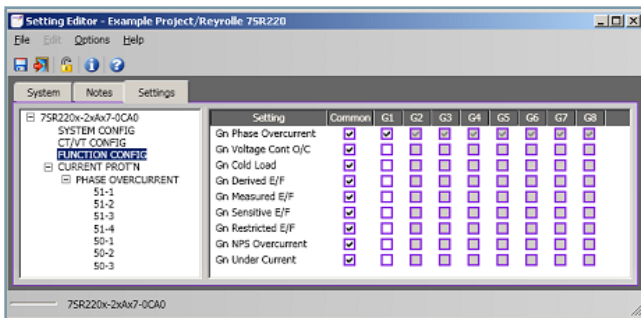 Setting Editor - Example Project/Reyrolle 7SR220
File Edit Options Help
System Notes Settings
7SR220x-2xAx7-0CA0
SYSTEM CONFIG
CT/VT CONFIG
FUNCTION CONFIG
CURRENT PROT'N
PHASE OVERCURRENT
51-1
51-2
51-3
51-4
50-1
50-2
50-3
Setting Common G1 G2 G3 G4 G5 G6 G7 G8
Gn Phase Overcurrent
Gn Voltage Cont O/C
Gn Cold Load
Gn Derived E/F
Gn Measured E/F
Gn Sensitive E/F
Gn Restricted E/F
Gn NPS Overcurrent
Gn Under Current
7SR220x-2xAx7-0CA0